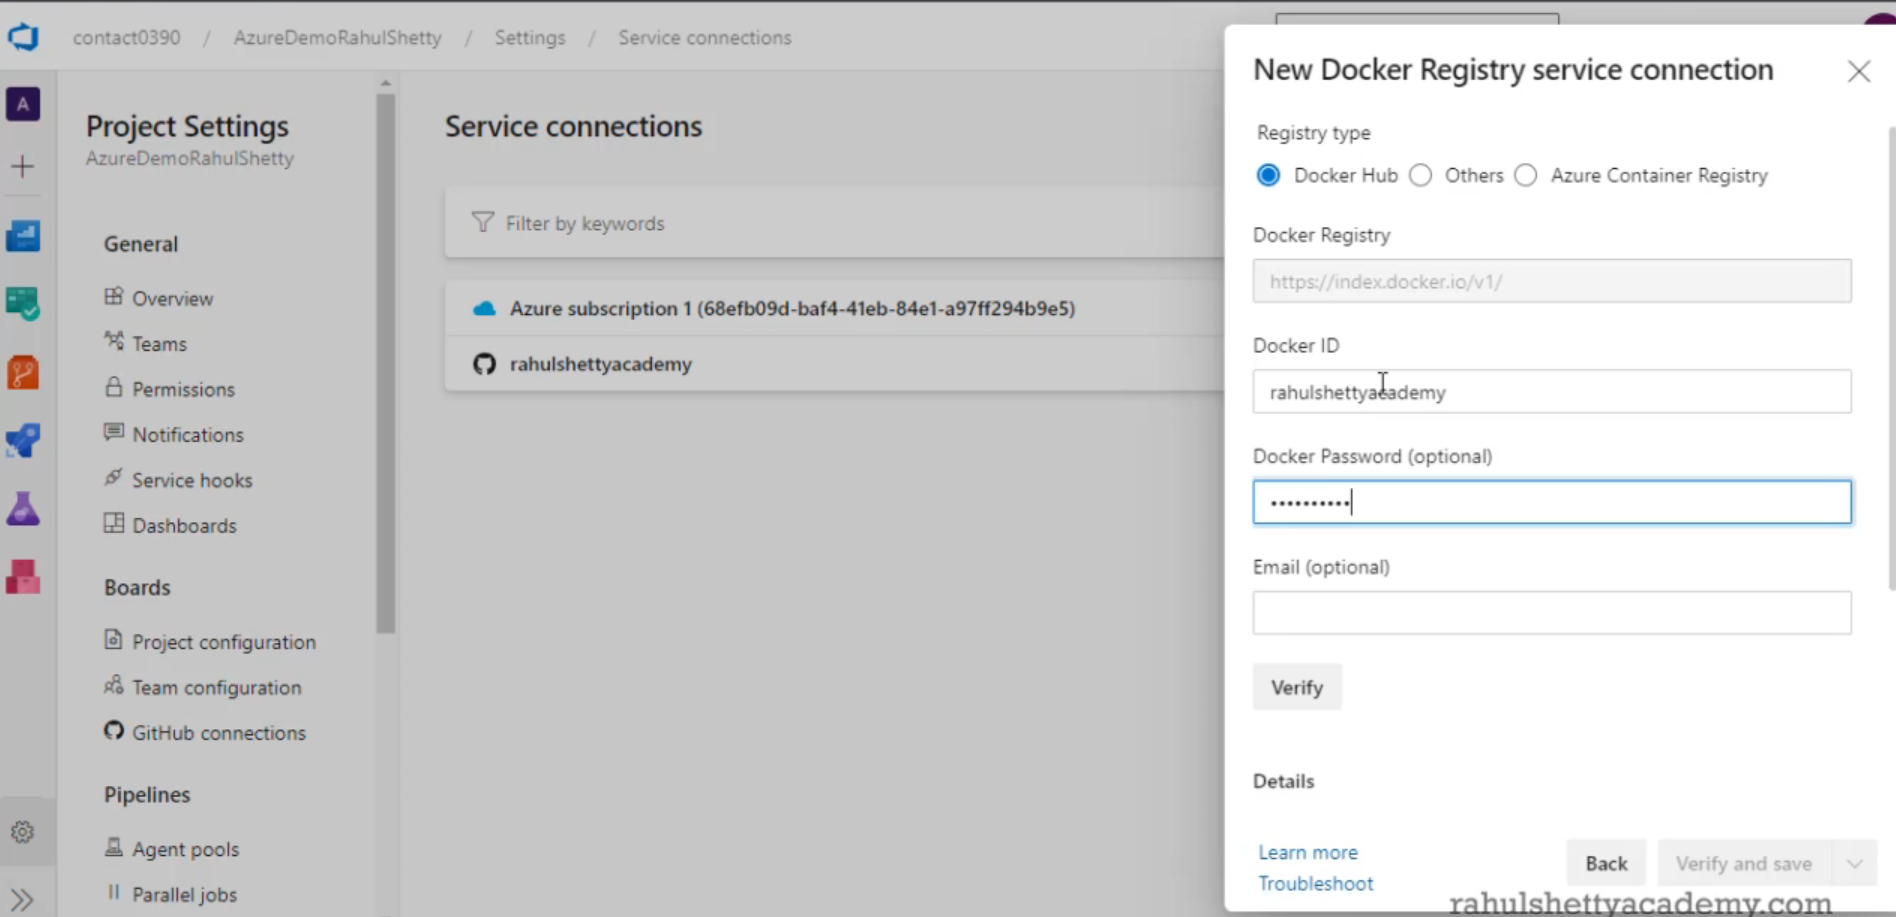 contact0390 / AzureDemoRahulShetty / Settings / Service connections
A
Project Settings
AzureDemoRahulShetty
General
Overview
Teams
Permissions
Notifications
Service hooks
Dashboards
Boards
Project configuration
Team configuration
GitHub connections
Pipelines
Agent pools
Parallel jobs
Service connections
Filter by keywords
Azure subscription 1 (68efb09d-baf4-41eb-84e1-a97ff294b9e5)
rahulshettyacademy
New Docker Registry service connection
Registry type
Docker Hub Others Azure Container Registry
Docker Registry
https://index.docker.io/v1/
Docker ID
rahulshettyacademy
Docker Password (optional)
••••••••••
Email (optional)
Verify
Details
Learn more
Troubleshoot
Back
Verify and save
rahulshettyacademy.com